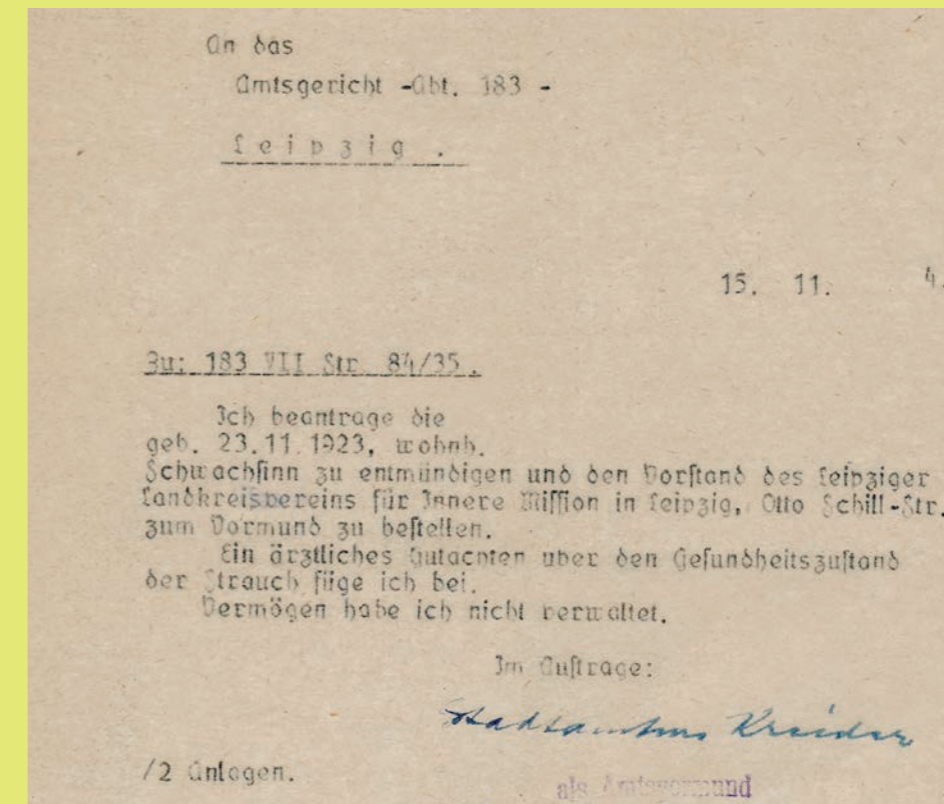 An das
Amtsgericht -Abt. 183 -
Leipzig .
15. 11. 4.
Zu: 183 VII Str. 84/35.
Ich beantrage die
geb. 23.11.1923, wohnh.
Schwachsinn zu entmündigen und den Vorstand des Leipziger
Landkreisvereins für Innere Mission in Leipzig, Otto Schill-Str.
zum Vormund zu bestellen.
Ein ärztliches Gutachten über den Gesundheitszustand
der Strauch füge ich bei.
Vermögen habe ich nicht verwaltet.
Im Auftrage:
/2 Anlagen.
als Amtsvormund